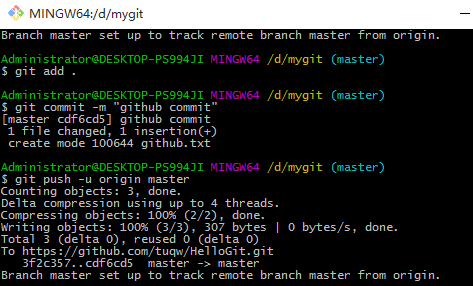 MINGW64:/d/mygit
Branch master set up to track remote branch master from origin.
Administrator@DESKTOP-PS994JI MINGW64 /d/mygit (master)
$ git add .
Administrator@DESKTOP-PS994JI MINGW64 /d/mygit (master)
$ git commit -m "github commit"
[master cdf6cd5] github commit
 1 file changed, 1 insertion(+)
 create mode 100644 github.txt
Administrator@DESKTOP-PS994JI MINGW64 /d/mygit (master)
$ git push -u origin master
Counting objects: 3, done.
Delta compression using up to 4 threads.
Compressing objects: 100% (2/2), done.
Writing objects: 100% (3/3), 307 bytes | 0 bytes/s, done.
Total 3 (delta 0), reused 0 (delta 0)
To https://github.com/tuqw/HelloGit.git
   3f2c357..cdf6cd5  master -> master
Branch master set up to track remote branch master from origin.